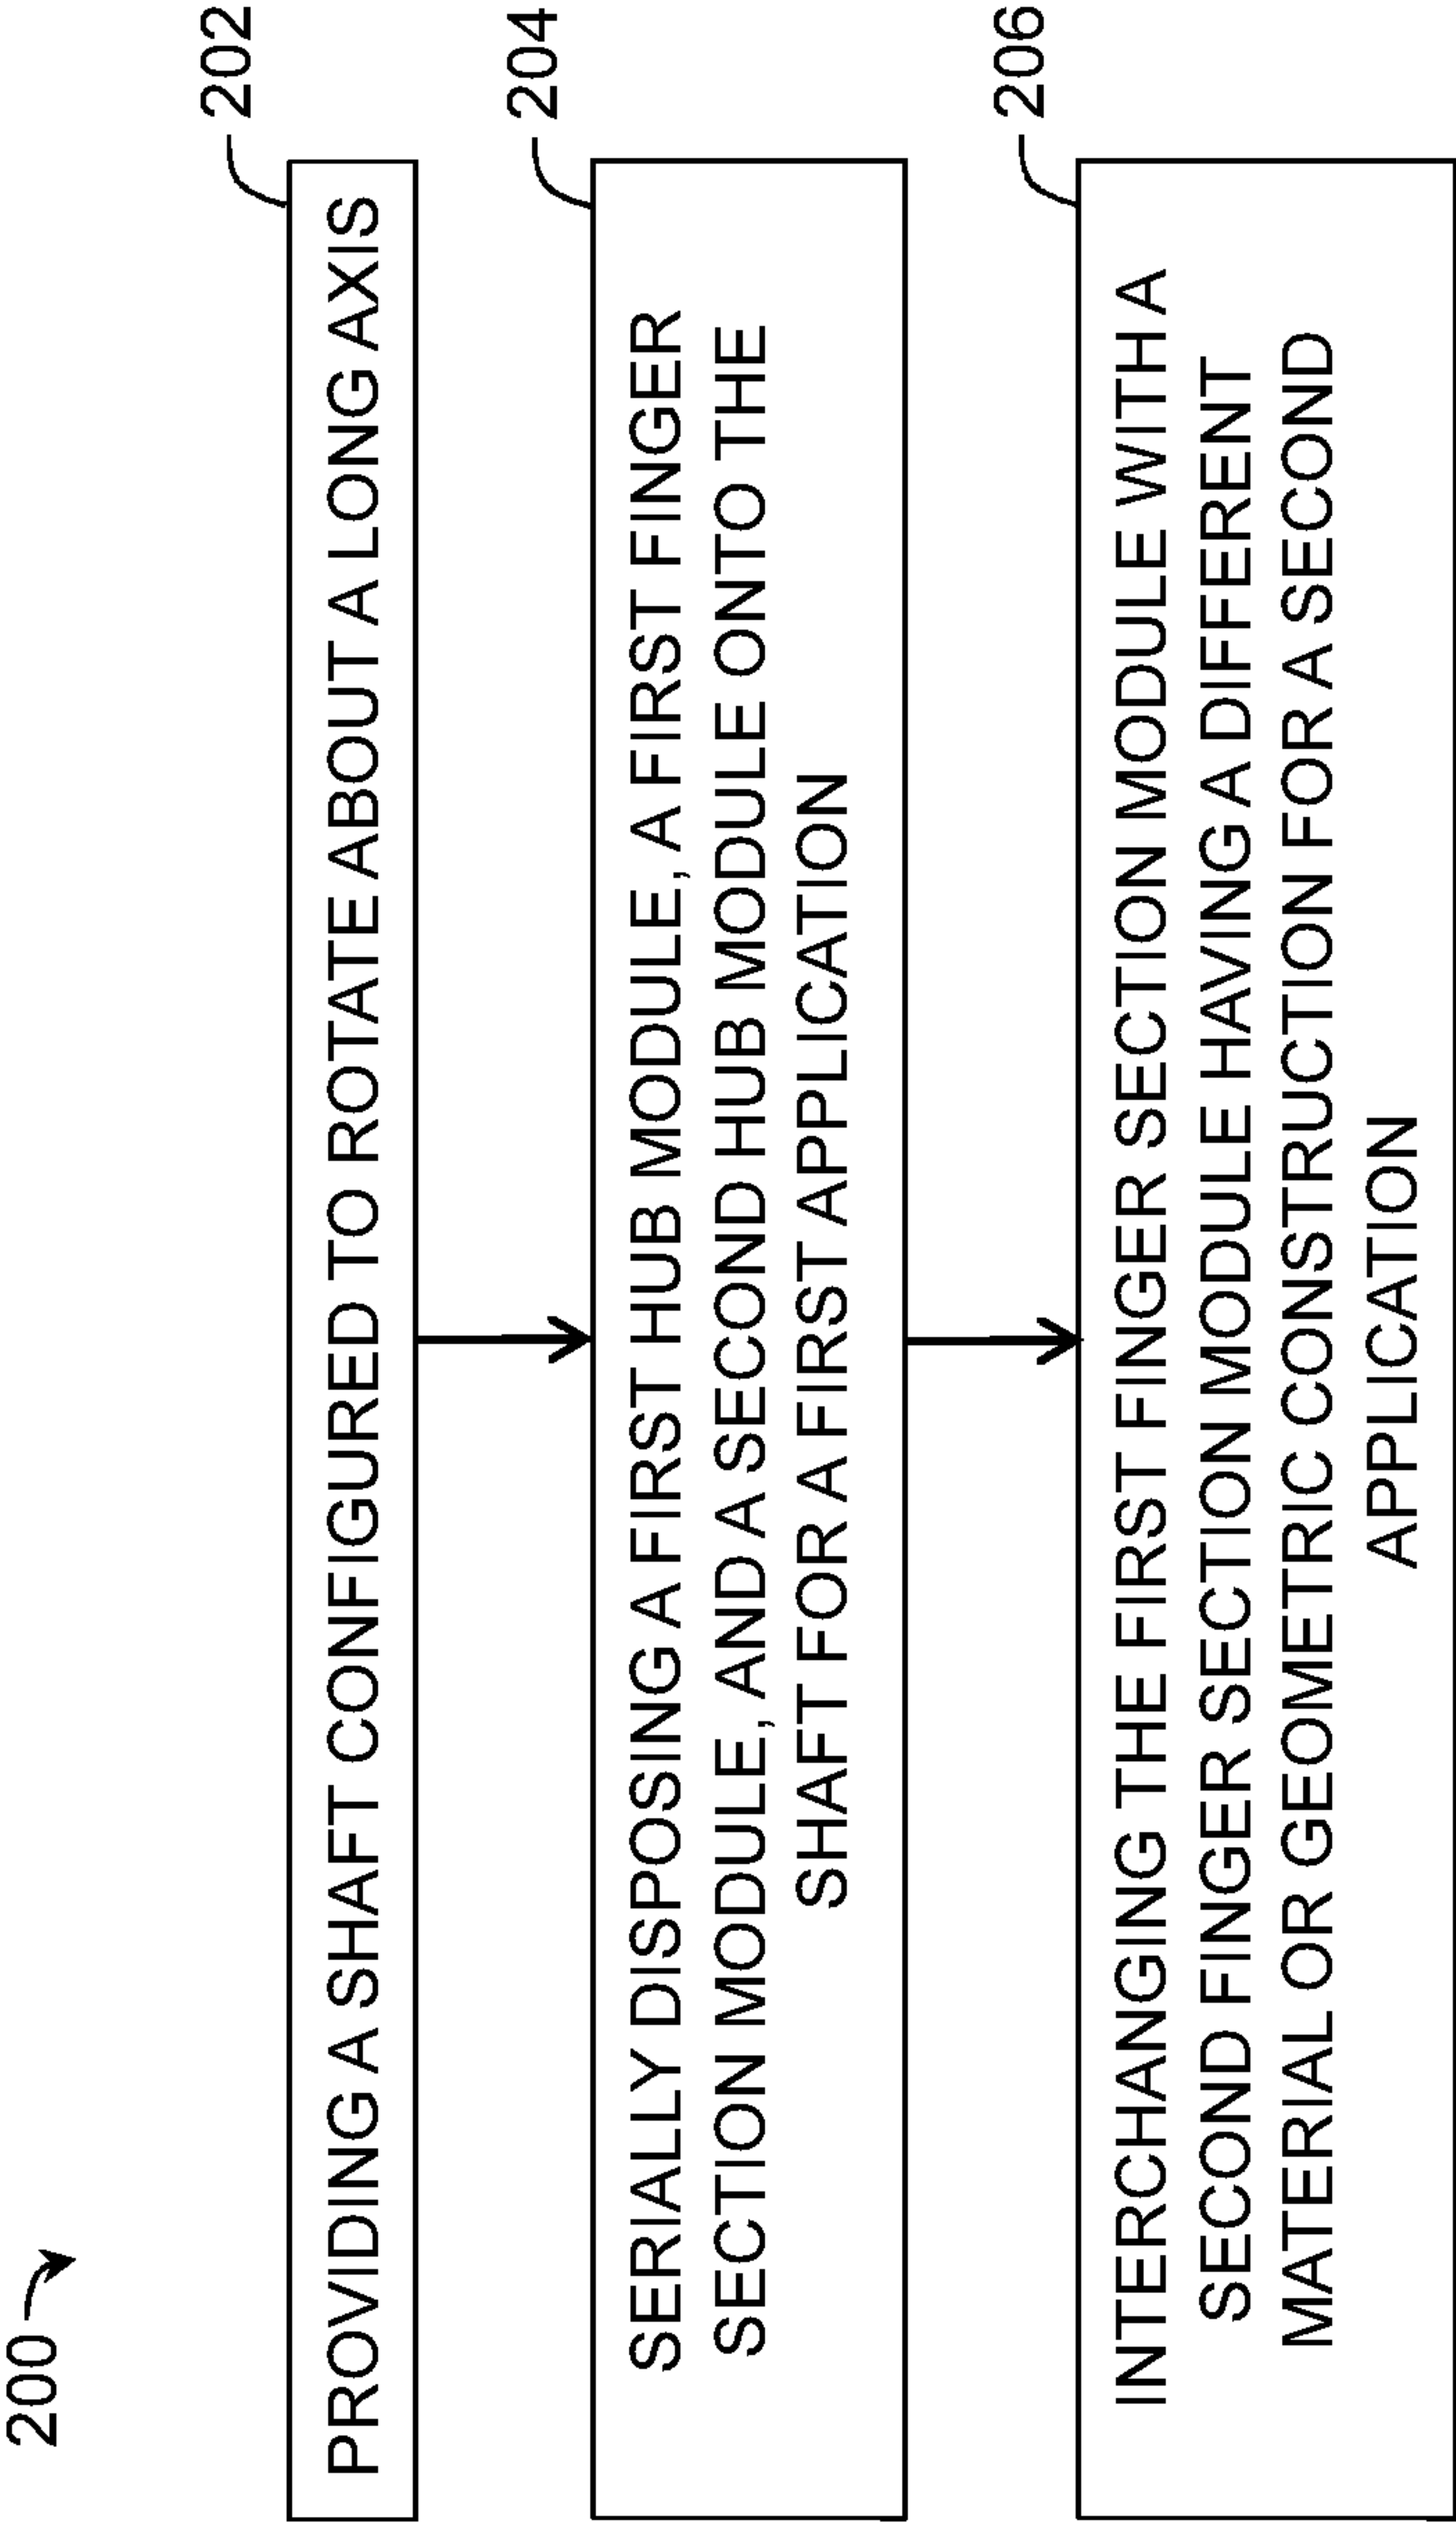 200
202
PROVIDING A SHAFT CONFIGURED TO ROTATE ABOUT A LONG AXIS
204
SERIALLY DISPOSING A FIRST HUB MODULE, A FIRST FINGER
SECTION MODULE, AND A SECOND HUB MODULE ONTO THE
SHAFT FOR A FIRST APPLICATION
206
INTERCHANGING THE FIRST FINGER SECTION MODULE WITH A
SECOND FINGER SECTION MODULE HAVING A DIFFERENT
MATERIAL OR GEOMETRIC CONSTRUCTION FOR A SECOND
APPLICATION